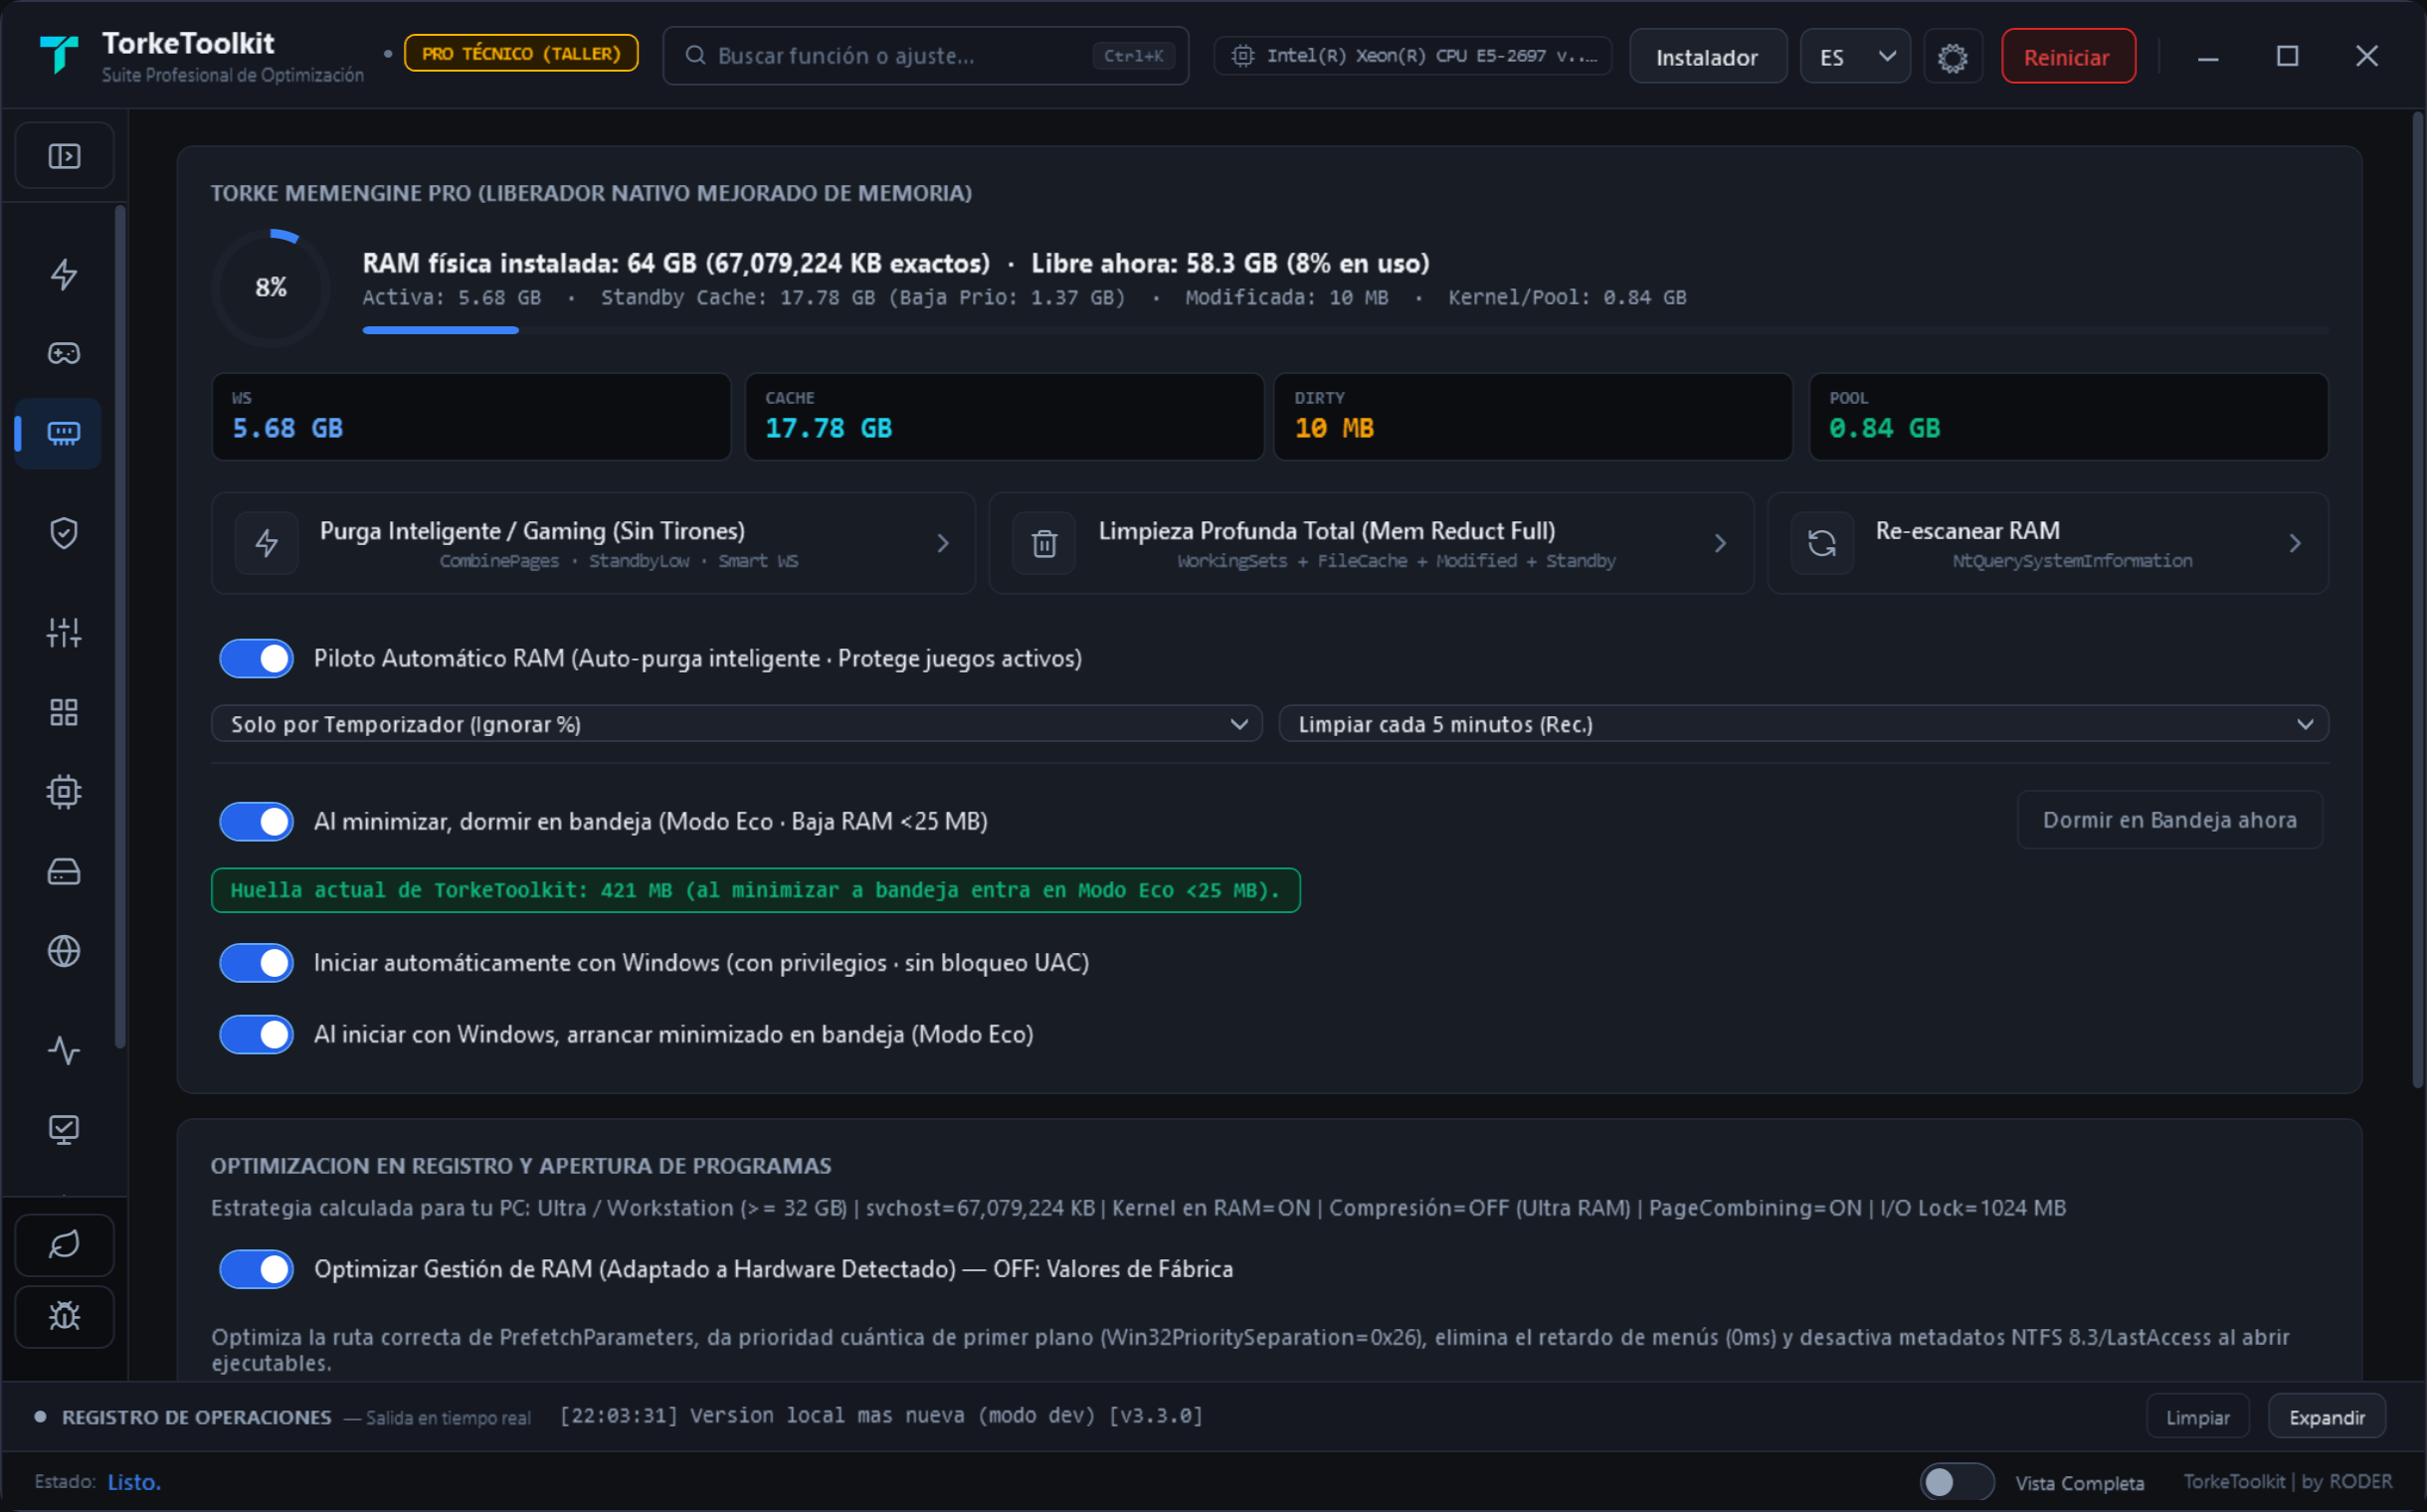 TorkeToolkit
Suite Profesional de Optimización
PRO TÉCNICO (TALLER)
Buscar función o ajuste...
Ctrl+K
Intel(R) Xeon(R) CPU E5-2697 v...…
Instalador
ES
Reiniciar
TORKE MEMENGINE PRO (LIBERADOR NATIVO MEJORADO DE MEMORIA)
8%
RAM física instalada: 64 GB (67,079,224 KB exactos) · Libre ahora: 58.3 GB (8% en uso)
Activa: 5.68 GB · Standby Cache: 17.78 GB (Baja Prio: 1.37 GB) · Modificada: 10 MB · Kernel/Pool: 0.84 GB
WS
5.68 GB
CACHE
17.78 GB
DIRTY
10 MB
POOL
0.84 GB
Purga Inteligente / Gaming (Sin Tirones)
CombinePages · StandbyLow · Smart WS
Limpieza Profunda Total (Mem Reduct Full)
WorkingSets + FileCache + Modified + Standby
Re-escanear RAM
NtQuerySystemInformation
Piloto Automático RAM (Auto-purga inteligente · Protege juegos activos)
Solo por Temporizador (Ignorar %)
Limpiar cada 5 minutos (Rec.)
Al minimizar, dormir en bandeja (Modo Eco · Baja RAM <25 MB)
Dormir en Bandeja ahora
Huella actual de TorkeToolkit: 421 MB (al minimizar a bandeja entra en Modo Eco <25 MB).
Iniciar automáticamente con Windows (con privilegios · sin bloqueo UAC)
Al iniciar con Windows, arrancar minimizado en bandeja (Modo Eco)
OPTIMIZACION EN REGISTRO Y APERTURA DE PROGRAMAS
Estrategia calculada para tu PC: Ultra / Workstation (>= 32 GB) | svchost=67,079,224 KB | Kernel en RAM=ON | Compresión=OFF (Ultra RAM) | PageCombining=ON | I/O Lock=1024 MB
Optimizar Gestión de RAM (Adaptado a Hardware Detectado) — OFF: Valores de Fábrica
Optimiza la ruta correcta de PrefetchParameters, da prioridad cuántica de primer plano (Win32PrioritySeparation=0x26), elimina el retardo de menús (0ms) y desactiva metadatos NTFS 8.3/LastAccess al abrir
ejecutables.
REGISTRO DE OPERACIONES — Salida en tiempo real
[22:03:31] Version local mas nueva (modo dev) [v3.3.0]
Limpiar
Expandir
Estado: Listo.
Vista Completa
TorkeToolkit | by RODER